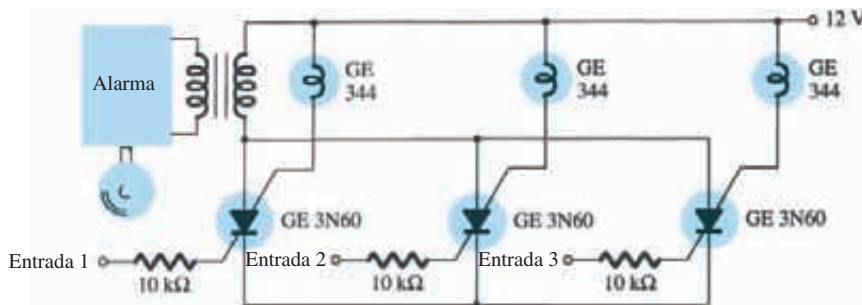 12 V
Alarma
GE
344
GE
344
GE
344
GE 3N60
GE 3N60
GE 3N60
Entrada 1
10 kΩ
Entrada 2
10 kΩ
Entrada 3
10 kΩ